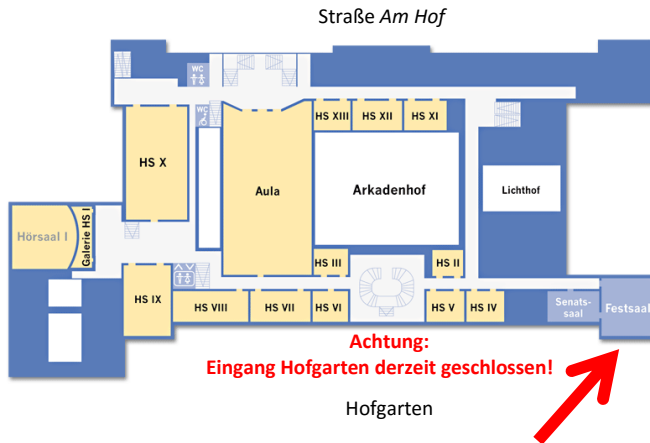 Straße Am Hof
WC
WC
HS XIII
HS XII
HS XI
HS X
Aula
Arkadenhof
Lichthof
Hörsaal I
Galerie HS I
HS III
HS II
HS IX
HS VIII
HS VII
HS VI
HS V
HS IV
Senats-
saal
Festsaal
Achtung:
Eingang Hofgarten derzeit geschlossen!
Hofgarten